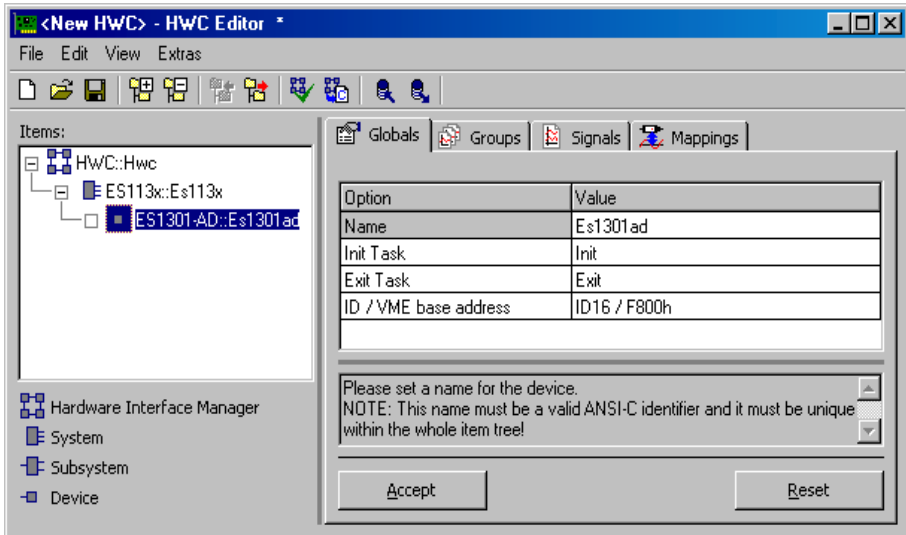 <New HWC> - HWC Editor *
File Edit View Extras
Items:
HWC::Hwc
ES113x::Es113x
ES1301-AD::Es1301ad
Hardware Interface Manager
System
Subsystem
Device
Globals Groups Signals Mappings
Option Value
Name Es1301ad
Init Task Init
Exit Task Exit
ID / VME base address ID16 / F800h
Please set a name for the device.
NOTE: This name must be a valid ANSI-C identifier and it must be unique
within the whole item tree!
Accept Reset